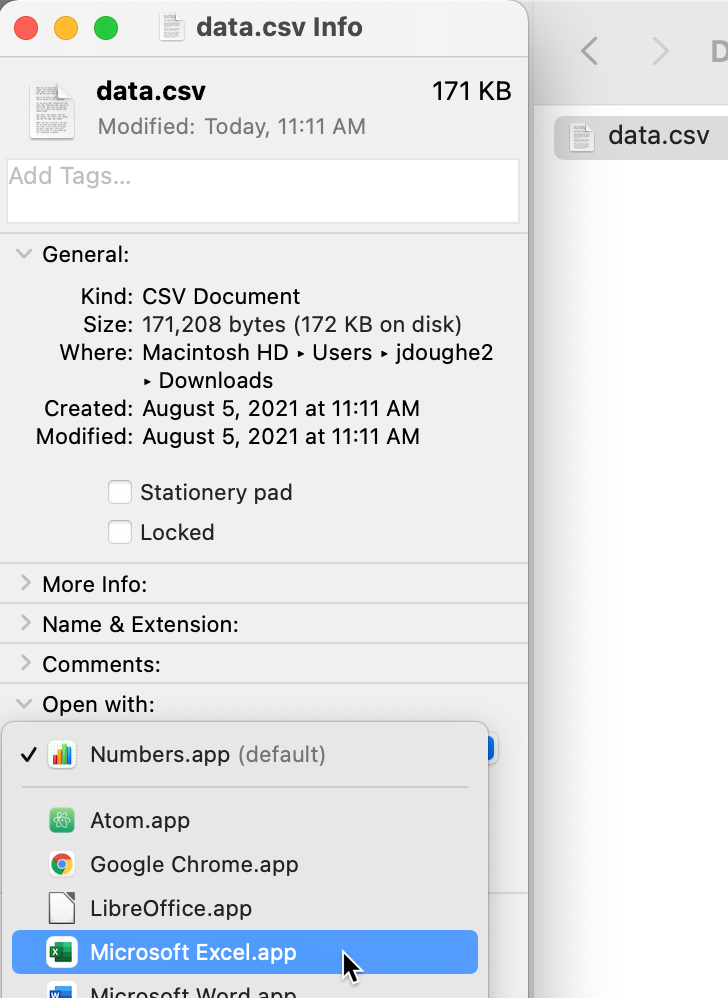 data.csv Info
data.csv 171 KB
Modified: Today, 11:11 AM
Add Tags...
General:
Kind: CSV Document
Size: 171,208 bytes (172 KB on disk)
Where: Macintosh HD ▸ Users ▸ jdoughe2
▸ Downloads
Created: August 5, 2021 at 11:11 AM
Modified: August 5, 2021 at 11:11 AM
Stationery pad
Locked
More Info:
Name & Extension:
Comments:
Open with:
Numbers.app (default)
Atom.app
Google Chrome.app
LibreOffice.app
Microsoft Excel.app
Microsoft Word.app
D
data.csv